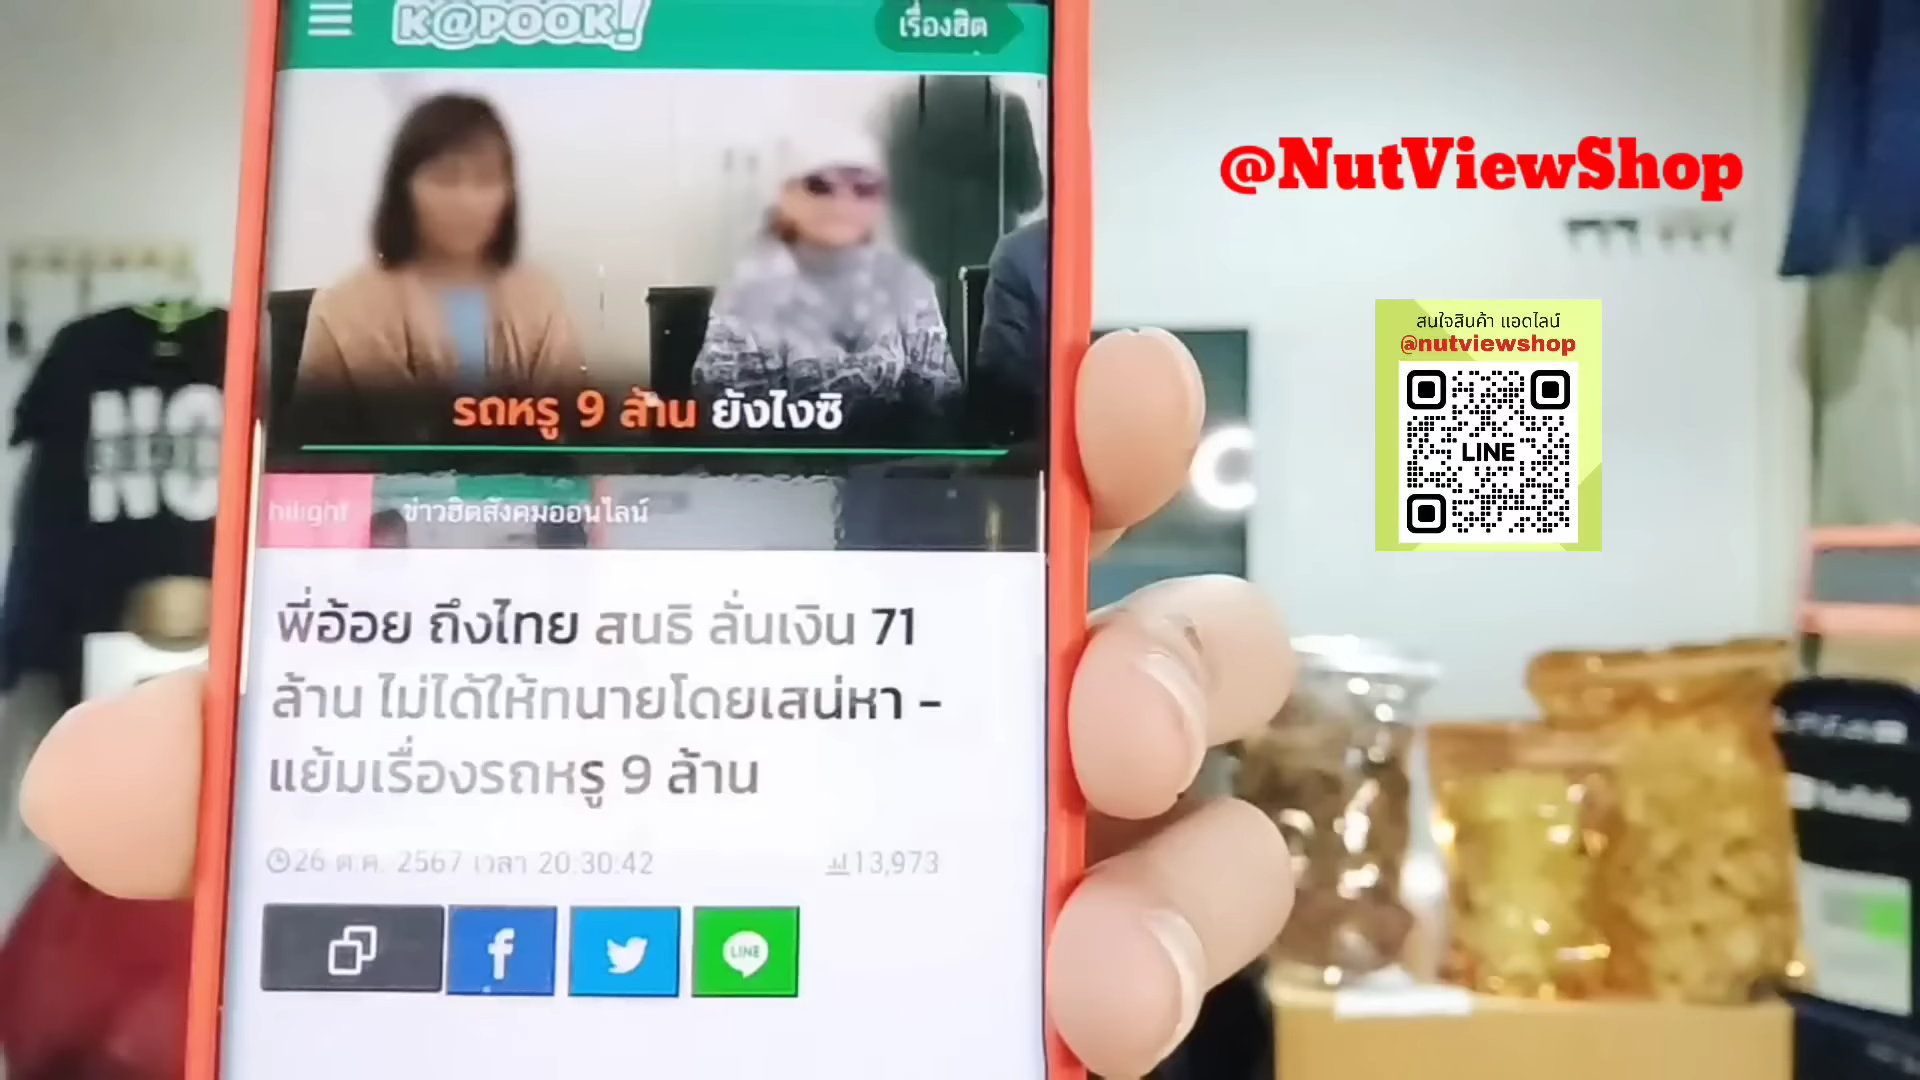 K@POOK!
เรื่องฮิต
รถหรู 9 ล้าน ยังไงซิ
hilight
ข่าวฮิตสังคมออนไลน์
พี่อ้อย ถึงไทย สนธิ ลั่นเงิน 71
ล้าน ไม่ได้ให้ทนายโดยเสน่หา -
แย้มเรื่องรถหรู 9 ล้าน
26 ต.ค. 2567 เวลา 20:30:42
13,973
LINE
@NutViewShop
สนใจสินค้า แอดไลน์
@nutviewshop
LINE